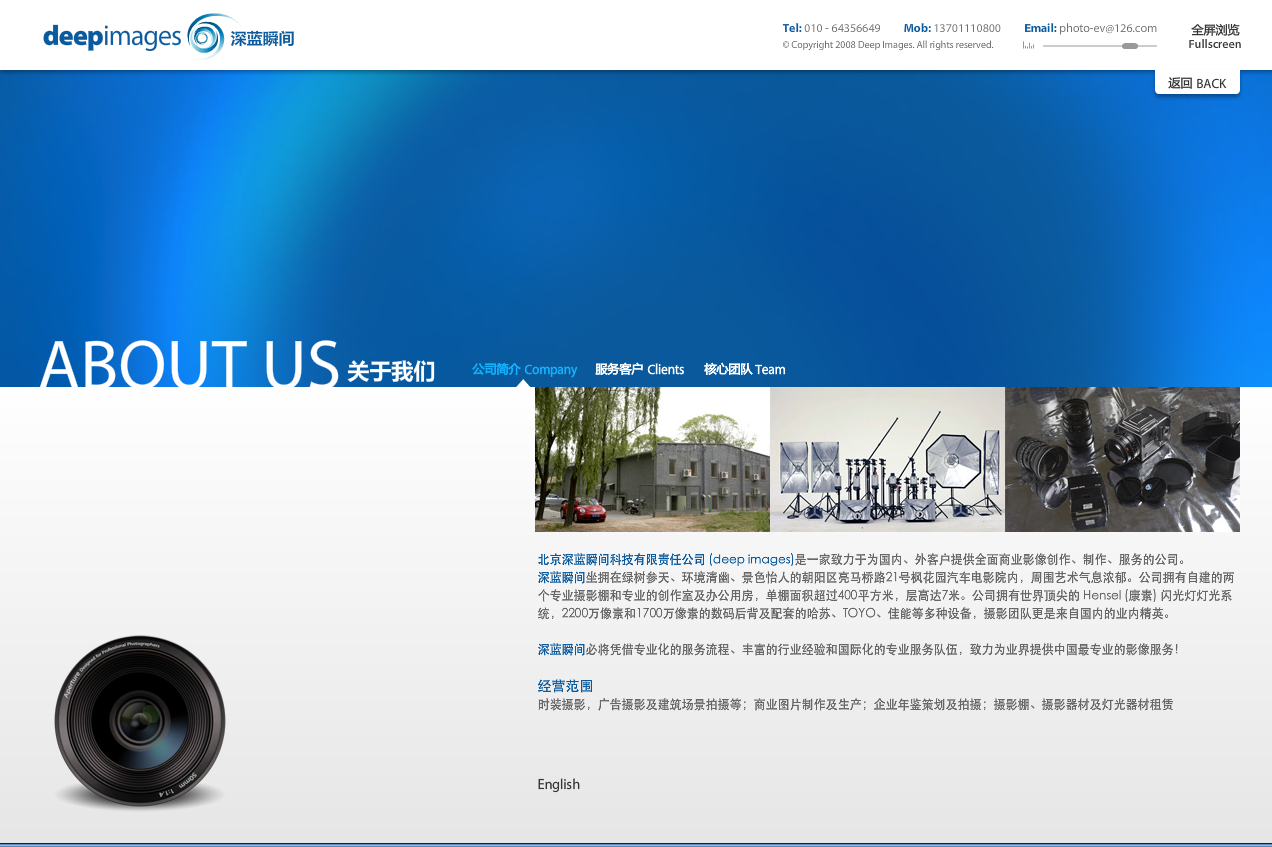 deepimages 深蓝瞬间
Tel: 010 - 64356649 Mob: 13701110800 Email: photo-ev@126.com
© Copyright 2008 Deep Images. All rights reserved.
全屏浏览
Fullscreen
返回 BACK
ABOUT US 关于我们
公司简介 Company 服务客户 Clients 核心团队 Team
北京深蓝瞬间科技有限责任公司 (deep images)是一家致力于为国内、外客户提供全面商业影像创作、制作、服务的公司。
深蓝瞬间坐拥在绿树参天、环境清幽、景色怡人的朝阳区亮马桥路21号枫花园汽车电影院内，周围艺术气息浓郁。公司拥有自建的两
个专业摄影棚和专业的创作室及办公用房，单棚面积超过400平方米，层高达7米。公司拥有世界顶尖的 Hensel (康素) 闪光灯灯光系
统，2200万像素和1700万像素的数码后背及配套的哈苏、TOYO、佳能等多种设备，摄影团队更是来自国内的业内精英。
深蓝瞬间必将凭借专业化的服务流程、丰富的行业经验和国际化的专业服务队伍，致力为业界提供中国最专业的影像服务！
经营范围
时装摄影，广告摄影及建筑场景拍摄等；商业图片制作及生产；企业年鉴策划及拍摄；摄影棚、摄影器材及灯光器材租赁
Aperture Designed for Professional Photographers
50mm 1:1.4
English